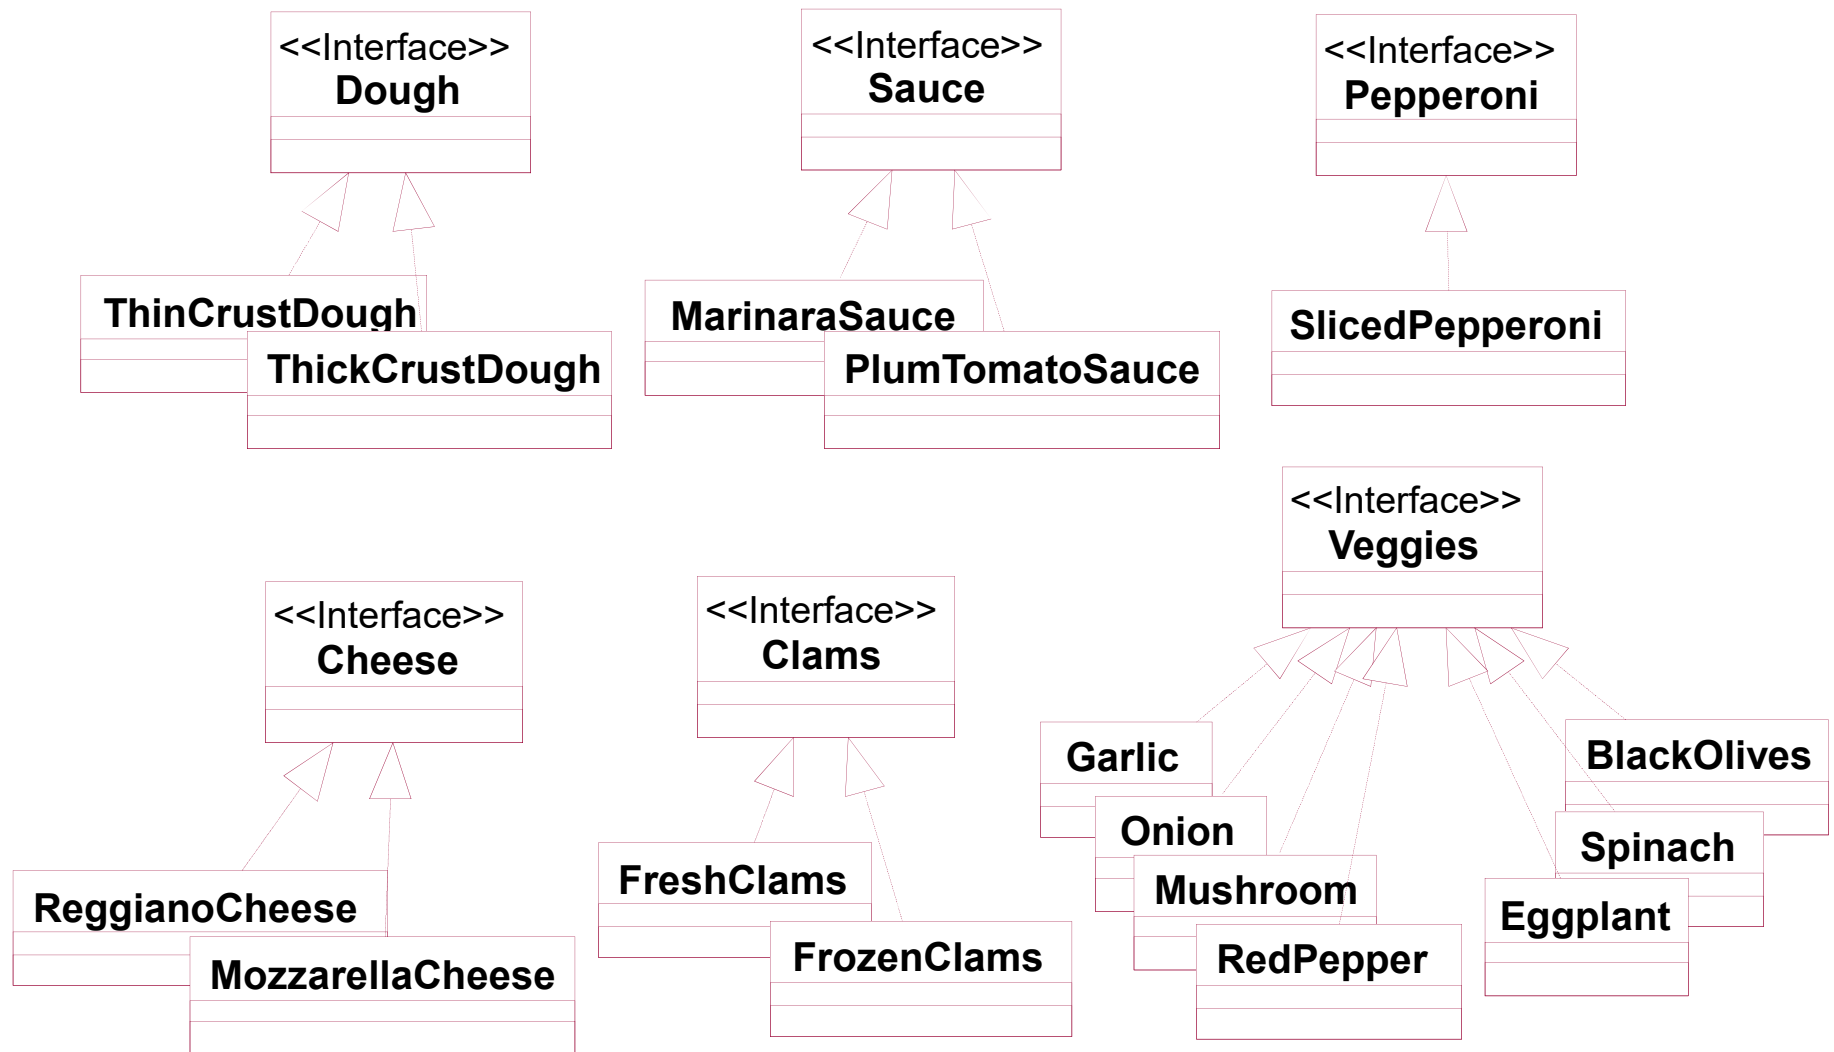 <<Interface>>
Dough
<<Interface>>
Sauce
<<Interface>>
Pepperoni
ThinCrustDough
ThickCrustDough
MarinaraSauce
PlumTomatoSauce
SlicedPepperoni
<<Interface>>
Cheese
<<Interface>>
Clams
<<Interface>>
Veggies
ReggianoCheese
MozzarellaCheese
FreshClams
FrozenClams
Garlic
Onion
Mushroom
RedPepper
BlackOlives
Spinach
Eggplant